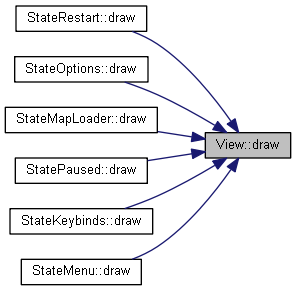 StateRestart::draw
StateOptions::draw
StateMapLoader::draw
View::draw
StatePaused::draw
StateKeybinds::draw
StateMenu::draw